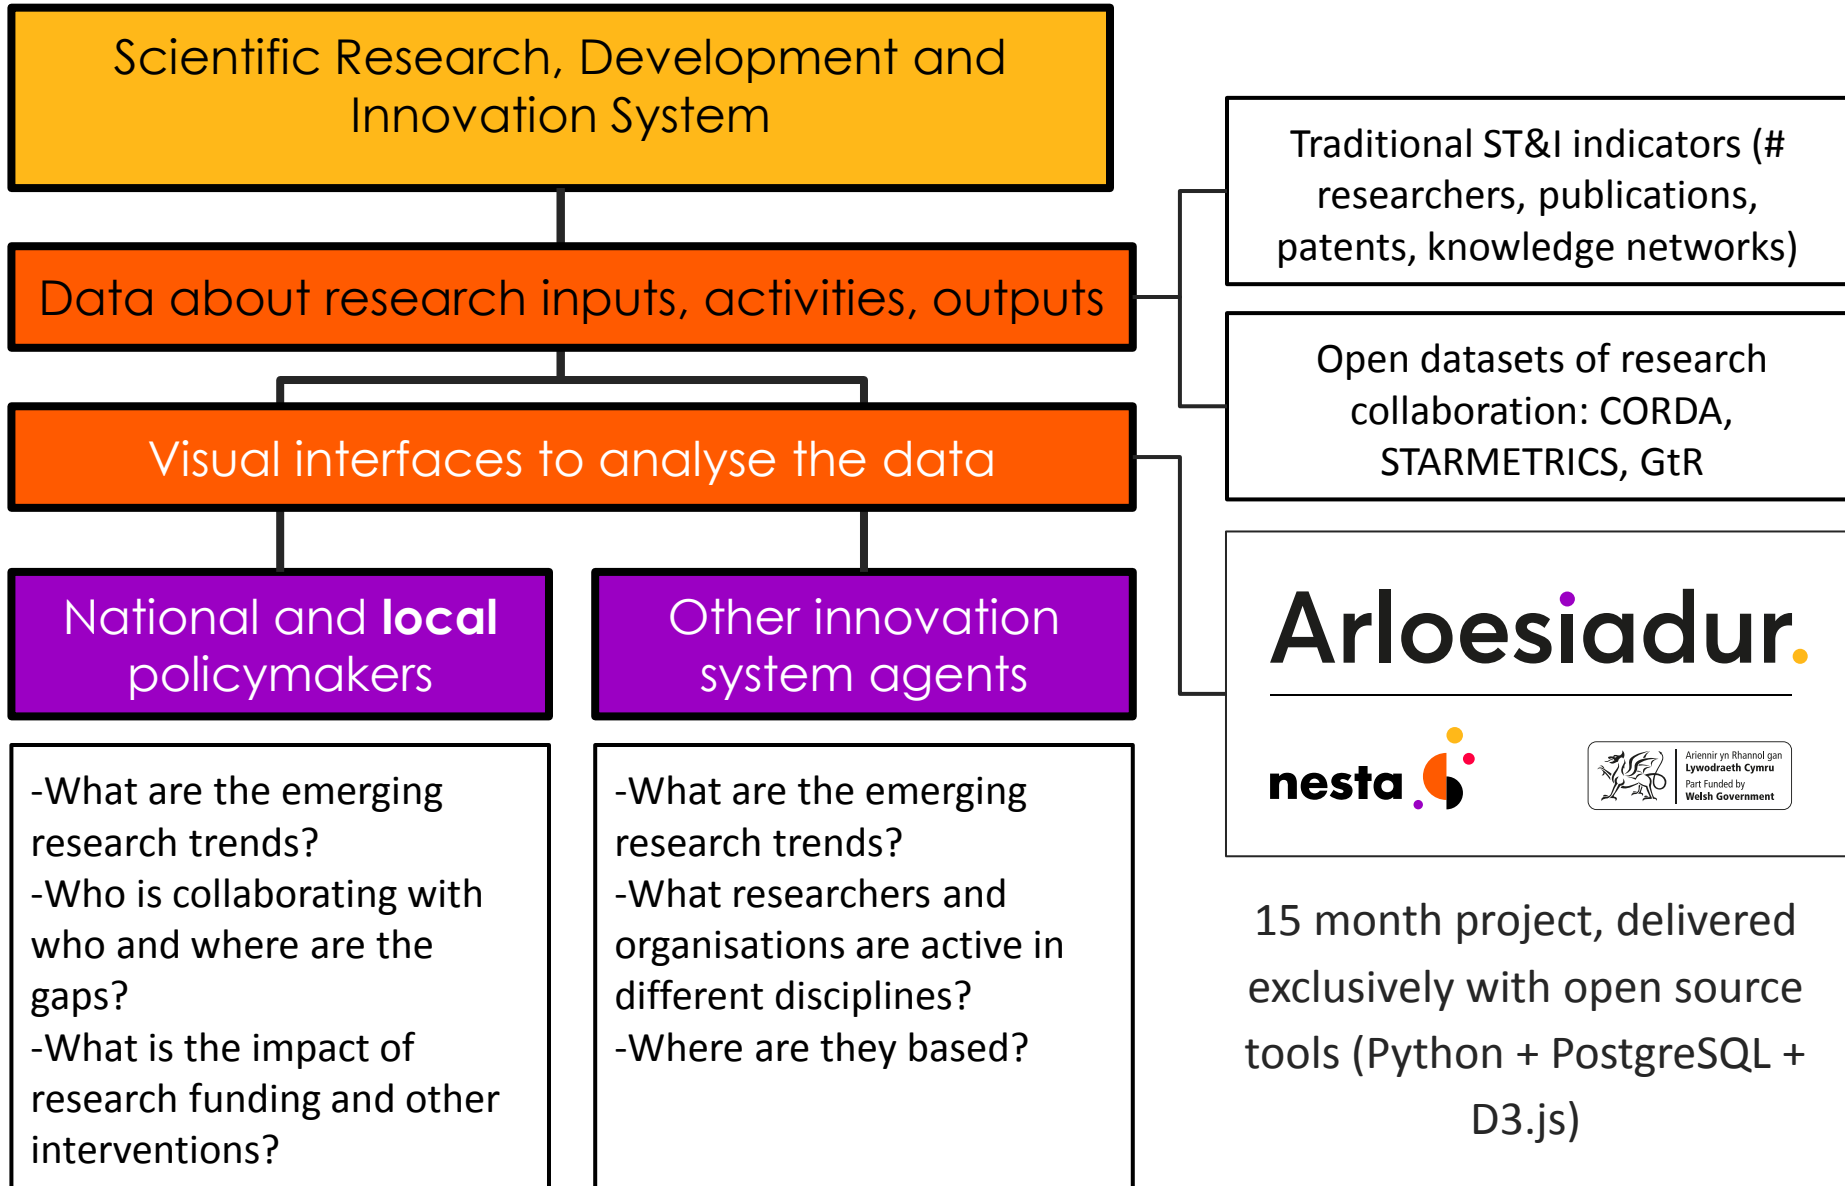 Scientific Research, Development and
Innovation System
Data about research inputs, activities, outputs
Visual interfaces to analyse the data
National and local
policymakers
Other innovation
system agents
-What are the emerging
research trends?
-Who is collaborating with
who and where are the
gaps?
-What is the impact of
research funding and other
interventions?
-What are the emerging
research trends?
-What researchers and
organisations are active in
different disciplines?
-Where are they based?
Traditional ST&I indicators (#
researchers, publications,
patents, knowledge networks)
Open datasets of research
collaboration: CORDA,
STARMETRICS, GtR
Arloesiadur.
nesta
Ariennir yn Rhannol gan
Lywodraeth Cymru
Part Funded by
Welsh Government
15 month project, delivered
exclusively with open source
tools (Python + PostgreSQL +
D3.js)